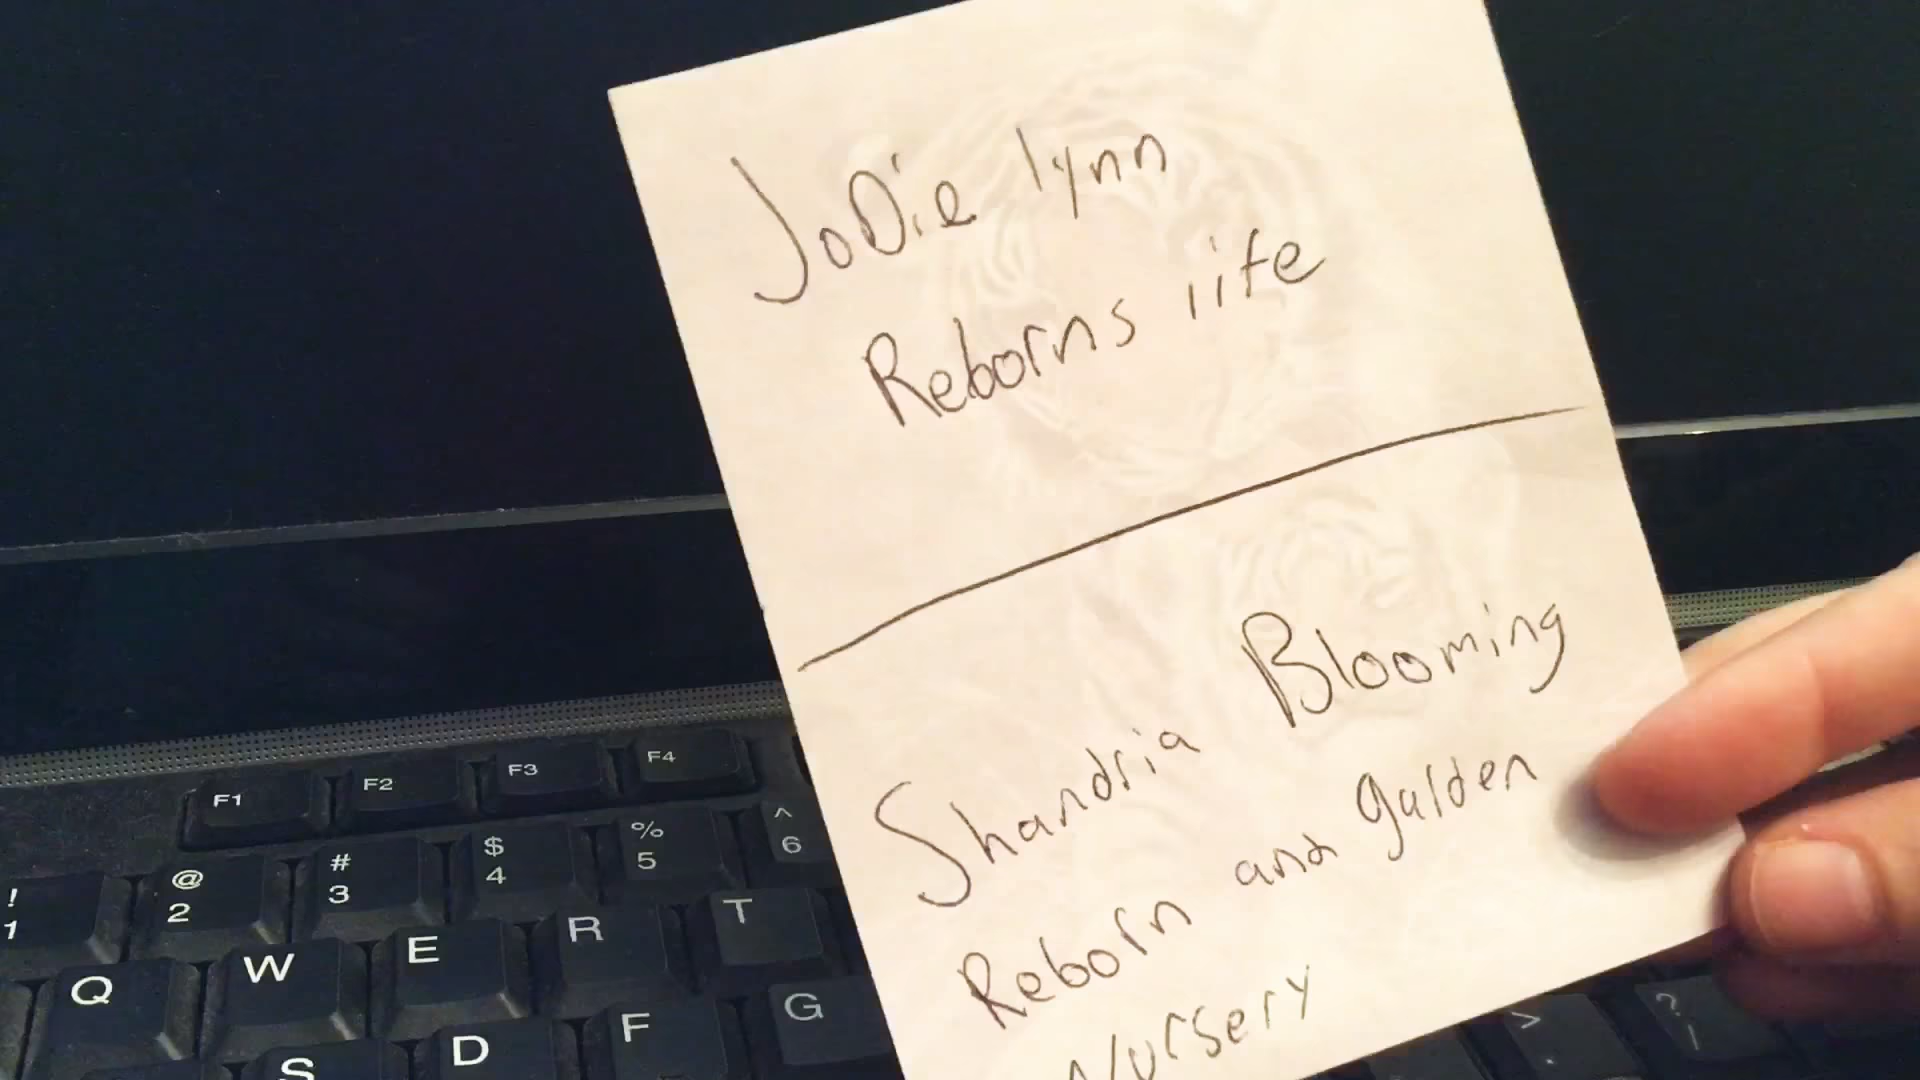 JoDie lynn
Reborns life
Shandria Blooming
Reborn and galden
Nursery
F1 F2 F3 F4
! 1 @ 2 # 3 $ 4 % 5 ^ 6
Q W E R T
S D F G
> . ? /